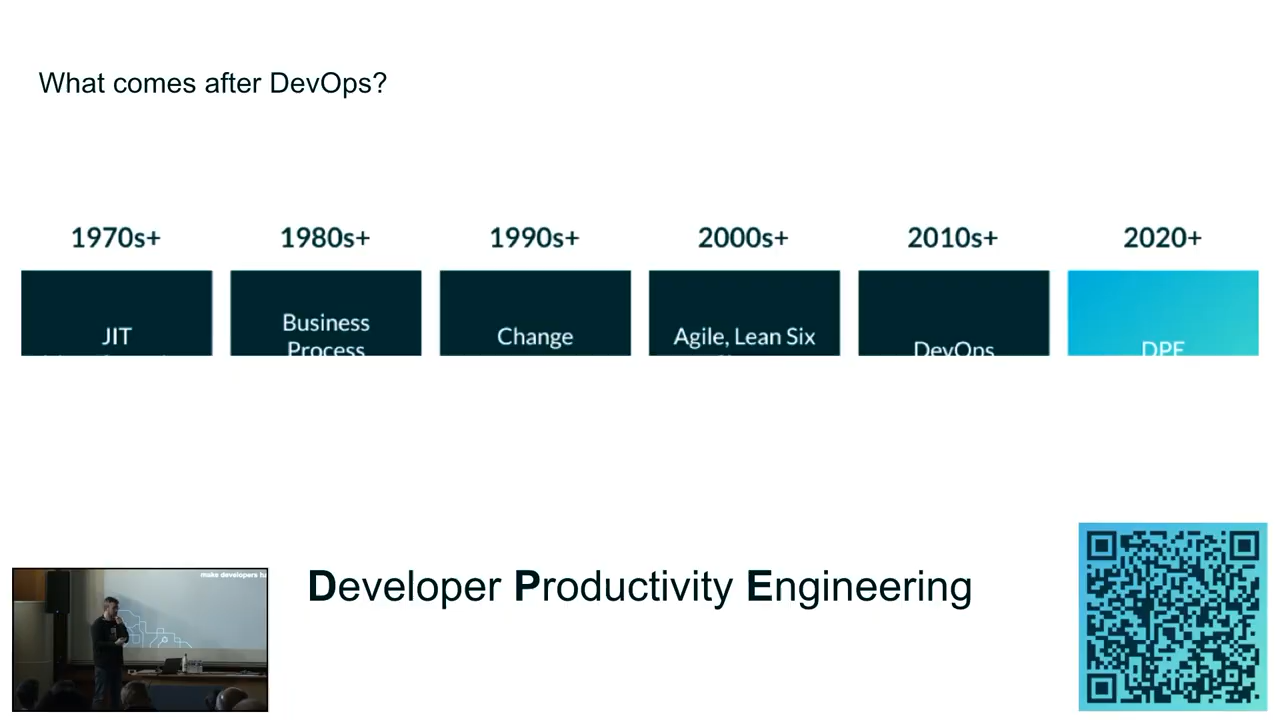 What comes after DevOps?
1970s+
1980s+
1990s+
2000s+
2010s+
2020+
JIT
Business
Process
Change
Agile, Lean Six
DevOps
DPE
Developer Productivity Engineering
make developers